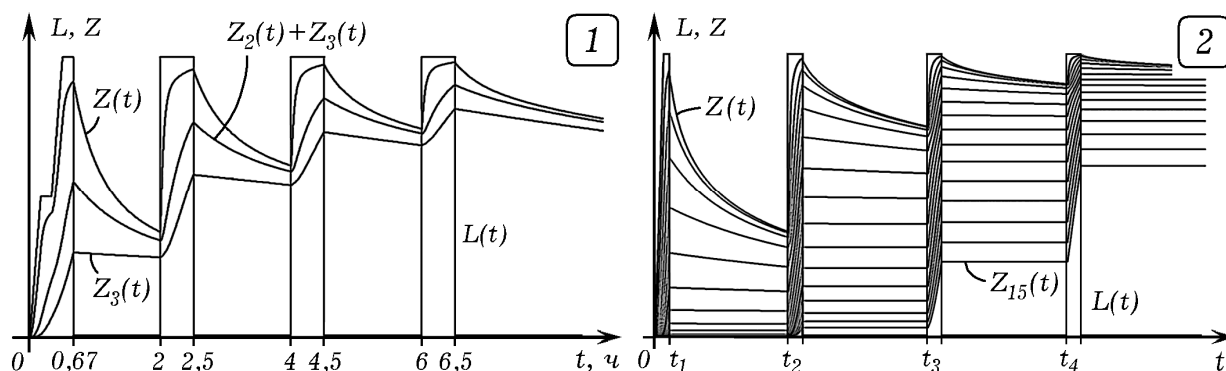 L, Z
Z₂(t)+Z₃(t)
1
Z(t)
L(t)
Z₃(t)
0 0,67 2 2,5 4 4,5 6 6,5 t, ч
L, Z
2
Z(t)
Z₁₅(t)
L(t)
0 t₁ t₂ t₃ t₄ t